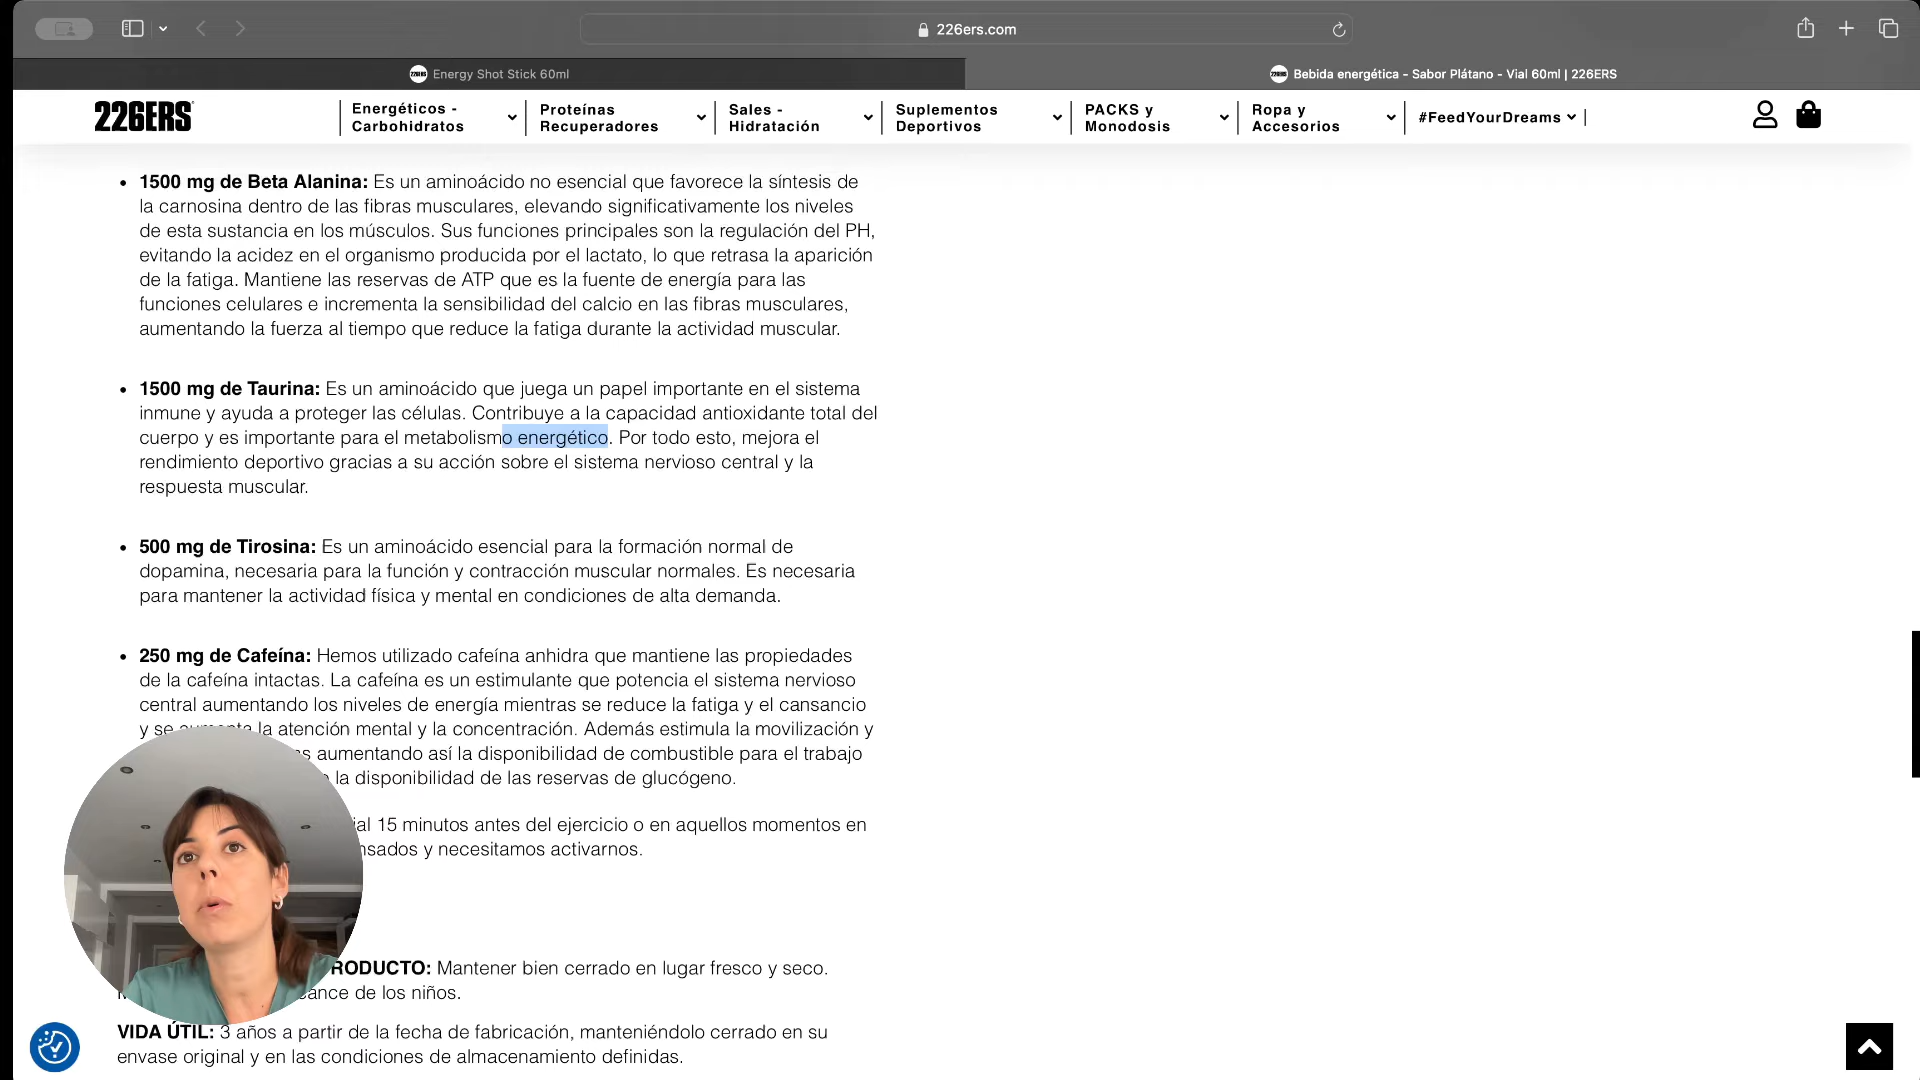 226ers.com
Energy Shot Stick 60ml
Bebida energética - Sabor Plátano - Vial 60ml | 226ERS
226ERS
Energéticos -
Carbohidratos
Proteínas
Recuperadores
Sales -
Hidratación
Suplementos
Deportivos
PACKS y
Monodosis
Ropa y
Accesorios
#FeedYourDreams
1500 mg de Beta Alanina: Es un aminoácido no esencial que favorece la síntesis de
la carnosina dentro de las fibras musculares, elevando significativamente los niveles
de esta sustancia en los músculos. Sus funciones principales son la regulación del PH,
evitando la acidez en el organismo producida por el lactato, lo que retrasa la aparición
de la fatiga. Mantiene las reservas de ATP que es la fuente de energía para las
funciones celulares e incrementa la sensibilidad del calcio en las fibras musculares,
aumentando la fuerza al tiempo que reduce la fatiga durante la actividad muscular.
1500 mg de Taurina: Es un aminoácido que juega un papel importante en el sistema
inmune y ayuda a proteger las células. Contribuye a la capacidad antioxidante total del
cuerpo y es importante para el metabolismo energético. Por todo esto, mejora el
rendimiento deportivo gracias a su acción sobre el sistema nervioso central y la
respuesta muscular.
500 mg de Tirosina: Es un aminoácido esencial para la formación normal de
dopamina, necesaria para la función y contracción muscular normales. Es necesaria
para mantener la actividad física y mental en condiciones de alta demanda.
250 mg de Cafeína: Hemos utilizado cafeína anhidra que mantiene las propiedades
de la cafeína intactas. La cafeína es un estimulante que potencia el sistema nervioso
central aumentando los niveles de energía mientras se reduce la fatiga y el cansancio
y se la atención mental y la concentración. Además estimula la movilización y
aumentando así la disponibilidad de combustible para el trabajo
la disponibilidad de las reservas de glucógeno.
15 minutos antes del ejercicio o en aquellos momentos en
y necesitamos activarnos.
RODUCTO: Mantener bien cerrado en lugar fresco y seco.
de los niños.
VIDA ÚTIL: 3 años a partir de la fecha de fabricación, manteniéndolo cerrado en su
envase original y en las condiciones de almacenamiento definidas.